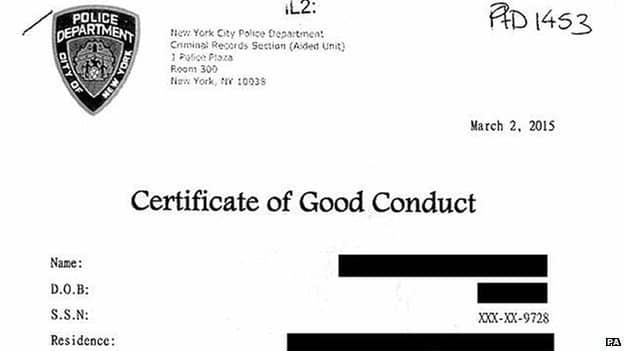 iL2:
PHD1453
POLICE
DEPARTMENT
CITY OF
NEW YORK
New York City Police Department
Criminal Records Section (Aided Unit)
1 Police Plaza
Room 300
New York, NY 10038
March 2, 2015
Certificate of Good Conduct
Name:
D.O.B:
S.S.N: XXX-XX-9728
Residence:
PA